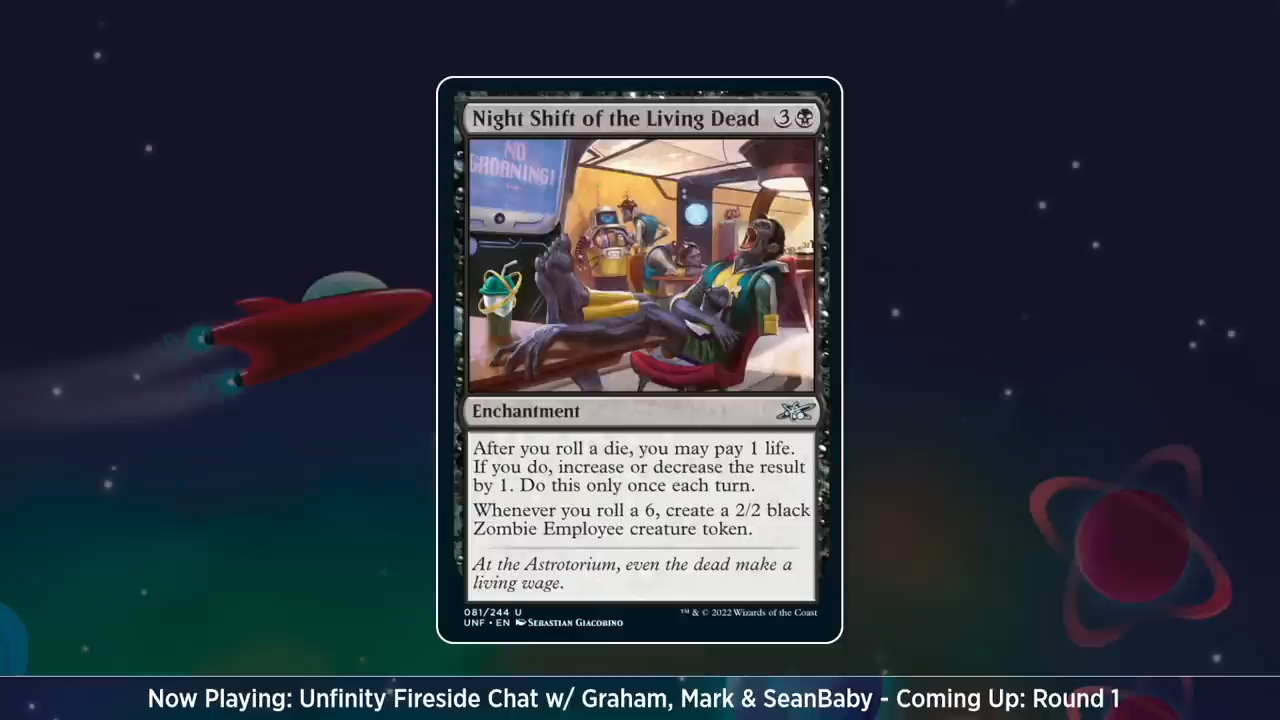 Night Shift of the Living Dead 3
NO
GROANING!
Enchantment
After you roll a die, you may pay 1 life.
If you do, increase or decrease the result
by 1. Do this only once each turn.
Whenever you roll a 6, create a 2/2 black
Zombie Employee creature token.
At the Astrotorium, even the dead make a
living wage.
081/244 U
UNF • EN SEBASTIAN GIACOBINO
™ & © 2022 Wizards of the Coast
Now Playing: Unfinity Fireside Chat w/ Graham, Mark & SeanBaby - Coming Up: Round 1